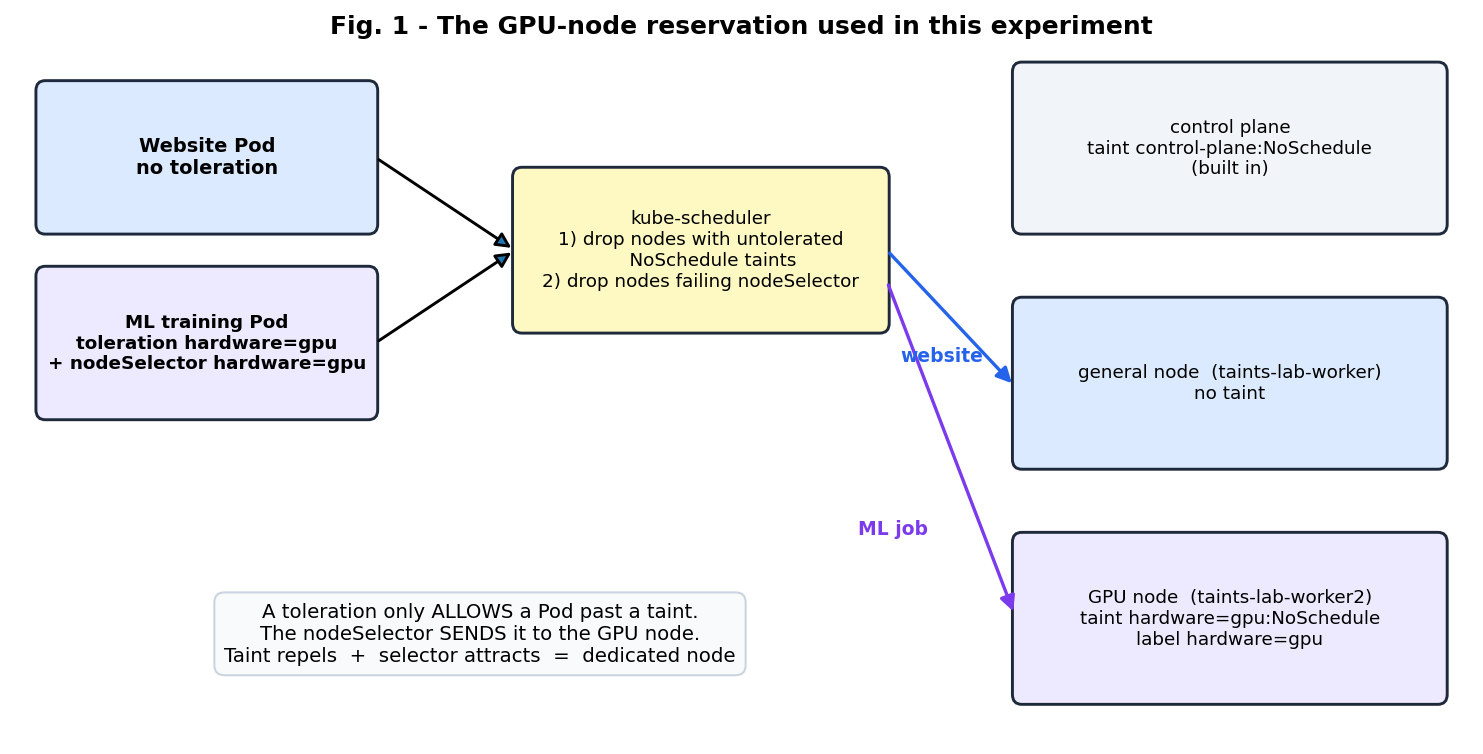 Fig. 1 - The GPU-node reservation used in this experiment
Website Pod
no toleration
ML training Pod
toleration hardware=gpu
+ nodeSelector hardware=gpu
kube-scheduler
1) drop nodes with untolerated
NoSchedule taints
2) drop nodes failing nodeSelector
control plane
taint control-plane:NoSchedule
(built in)
website
general node  (taints-lab-worker)
no taint
ML job
GPU node  (taints-lab-worker2)
taint hardware=gpu:NoSchedule
label hardware=gpu
A toleration only ALLOWS a Pod past a taint.
The nodeSelector SENDS it to the GPU node.
Taint repels  +  selector attracts  =  dedicated node